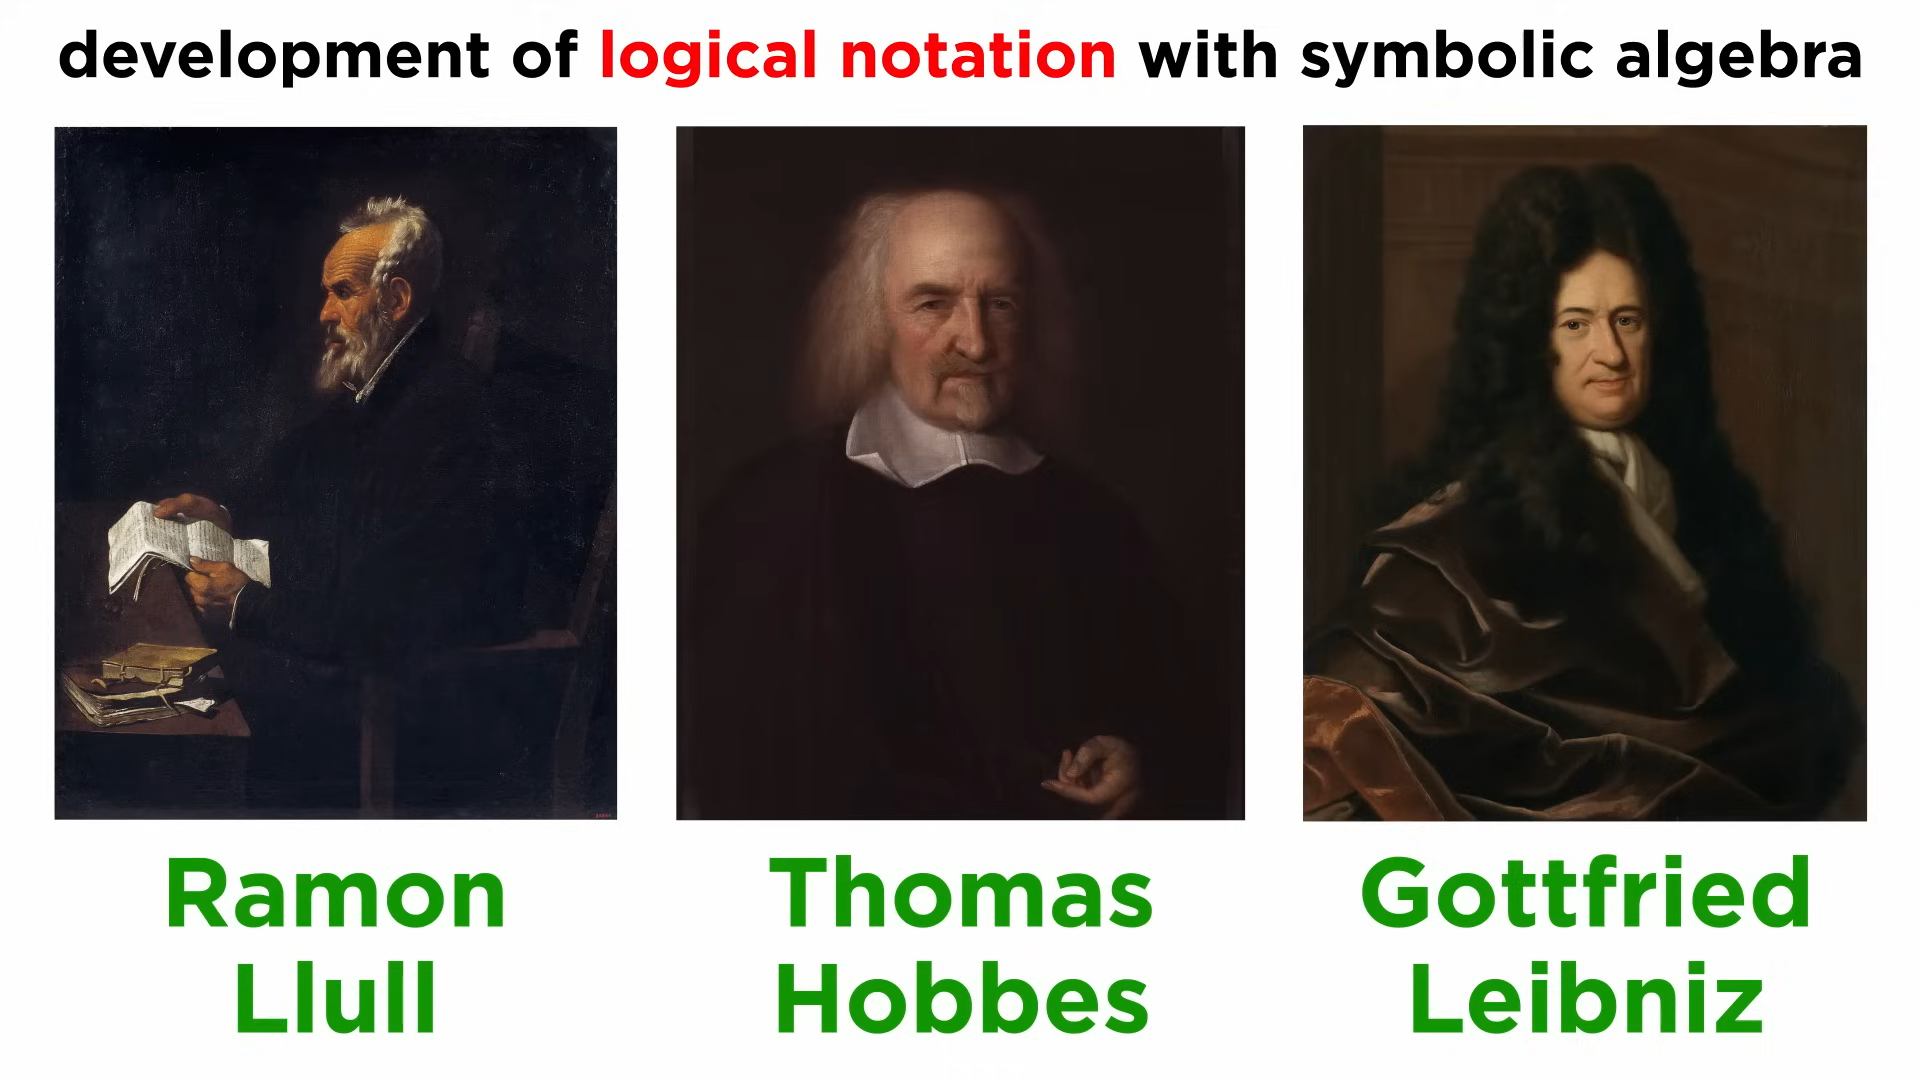 development of logical notation with symbolic algebra
Ramon
Llull
Thomas
Hobbes
Gottfried
Leibniz